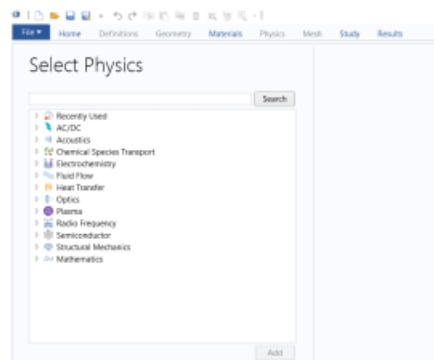 File Home Definitions Geometry Materials Physics Mesh Study Results
Select Physics
Search
Recently Used
AC/DC
Acoustics
Chemical Species Transport
Electrochemistry
Fluid Flow
Heat Transfer
Optics
Plasma
Radio Frequency
Semiconductor
Structural Mechanics
Mathematics
Add